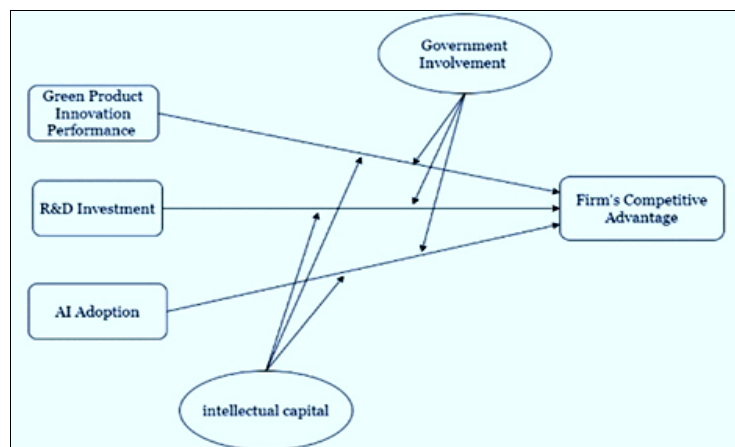 Government
Involvement
Green Product
Innovation
Performance
R&D Investment
Firm's Competitive
Advantage
AI Adoption
intellectual capital